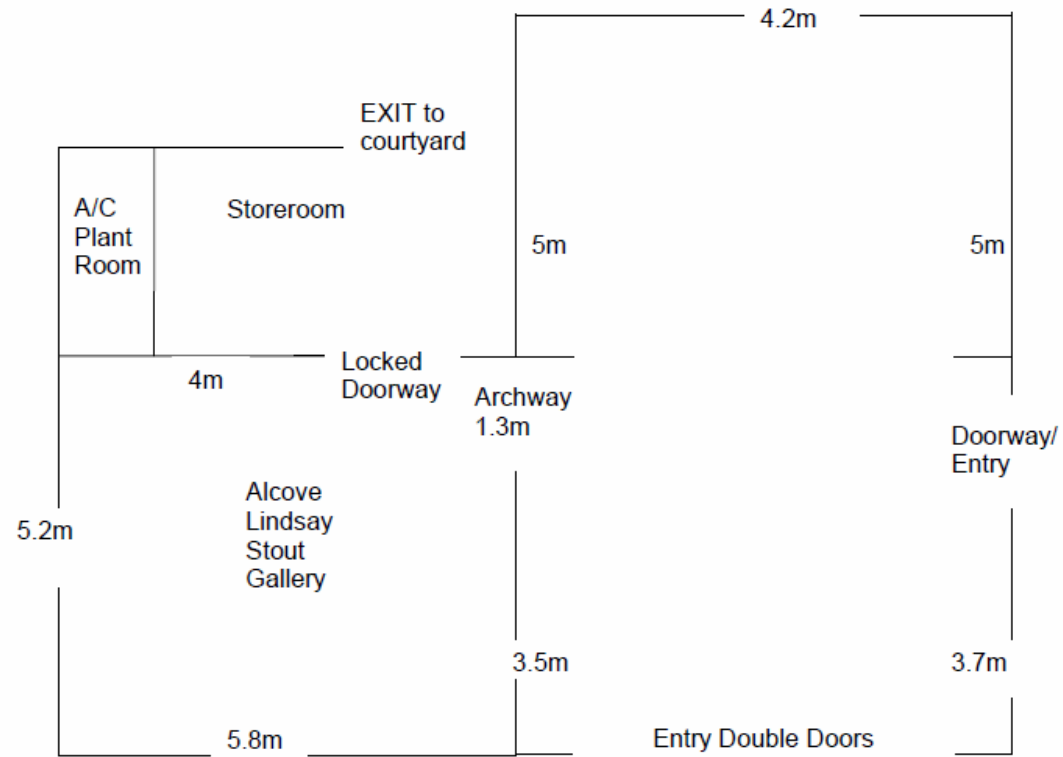 4.2m
EXIT to
courtyard
A/C
Plant
Room
Storeroom
5m
5m
Locked
Doorway
4m
Archway
1.3m
Doorway/
Entry
Alcove
Lindsay
Stout
Gallery
5.2m
3.5m
3.7m
5.8m
Entry Double Doors